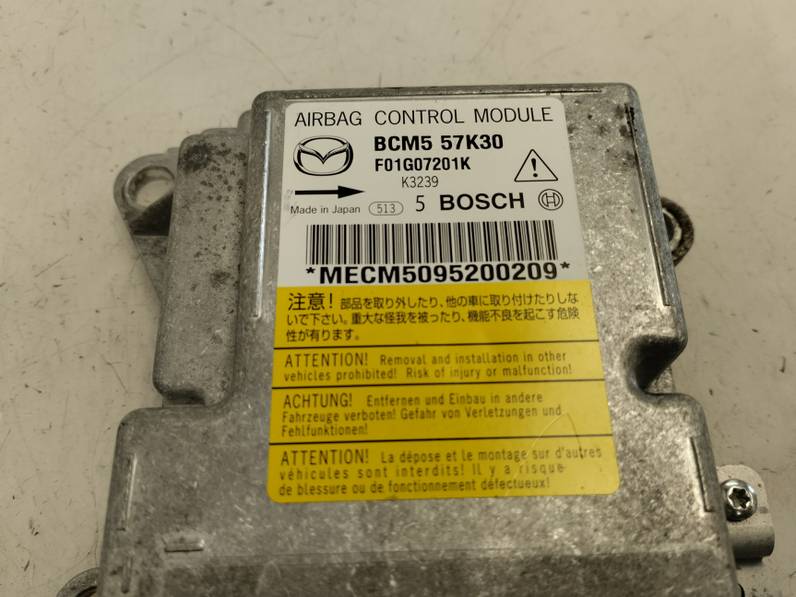 AIRBAG CONTROL MODULE
BCM5 57K30
F01G07201K
K3239
Made in Japan 513 5 BOSCH
*MECM5095200209*
注意! 部品を取り外したり、他の車に取り付けたりしな
いで下さい。重大な怪我を被ったり、機能不良を起こす危険
性が有ります。
ATTENTION! Removal and installation in other
vehicles prohibited! Risk of injury or malfunction!
ACHTUNG! Entfernen und Einbau in andere
Fahrzeuge verboten! Gefahr von Verletzungen und
Fehlfunktionen!
ATTENTION! La dépose et le montage sur d'autres
véhicules sont interdits! Il y a risque
de blessure ou de fonctionnement défectueux!